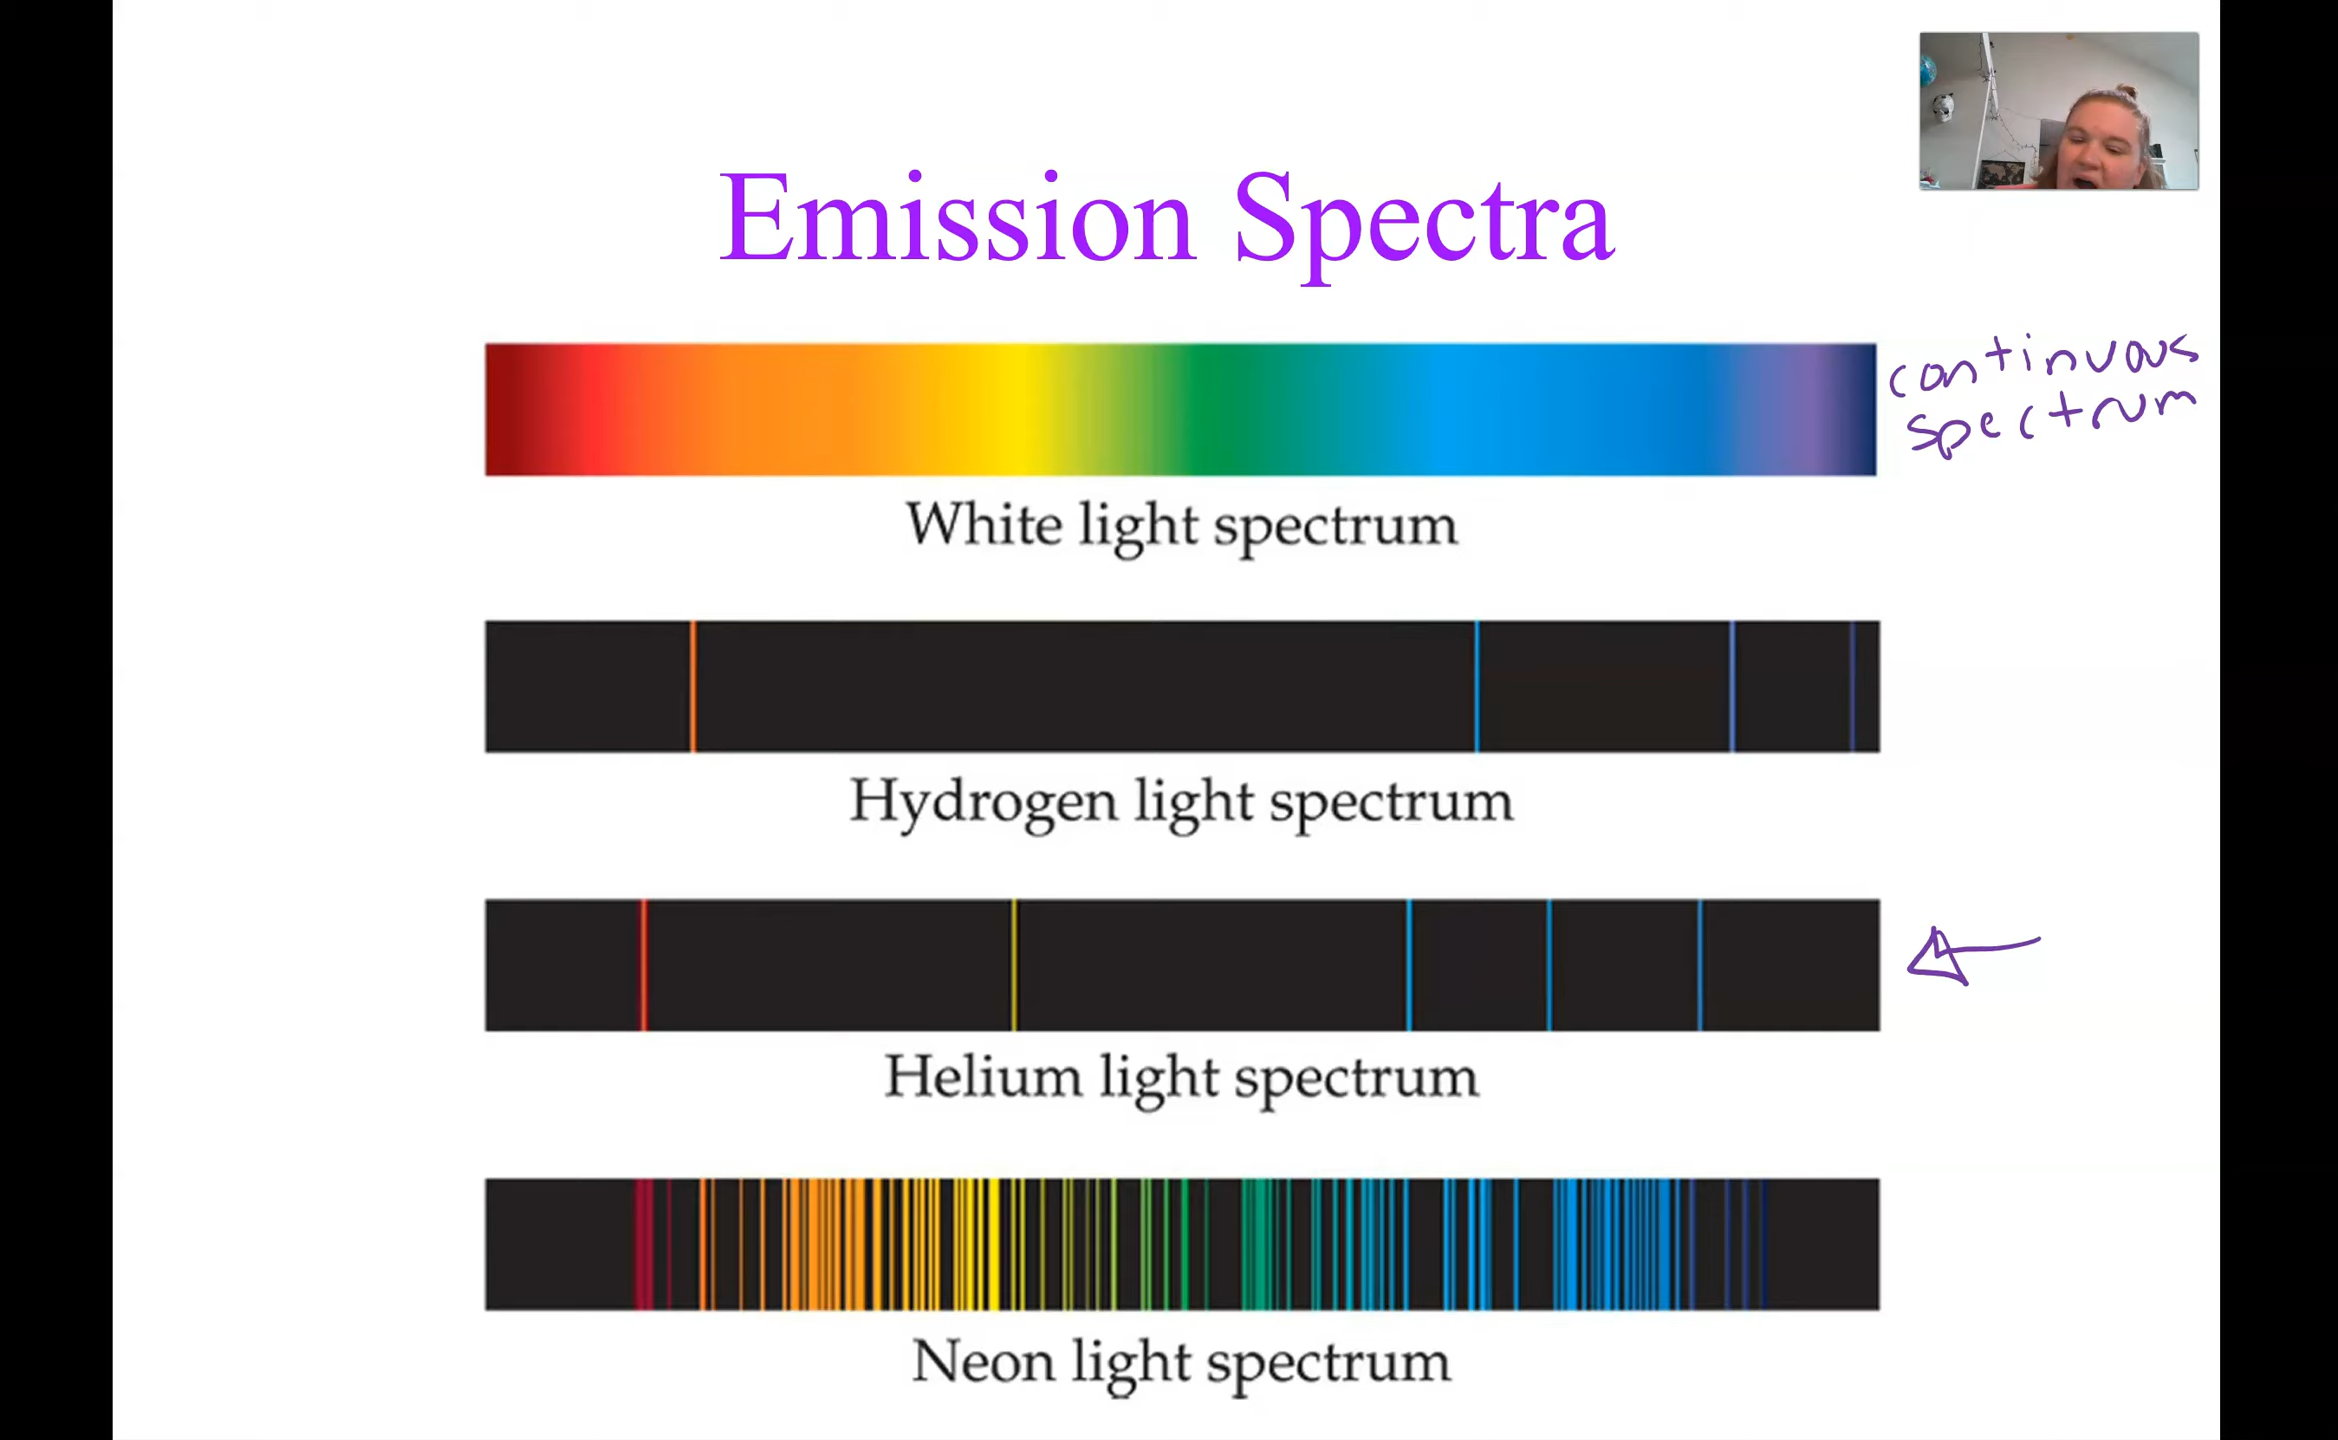 Emission Spectra
continuous
spectrum
White light spectrum
Hydrogen light spectrum
Helium light spectrum
Neon light spectrum